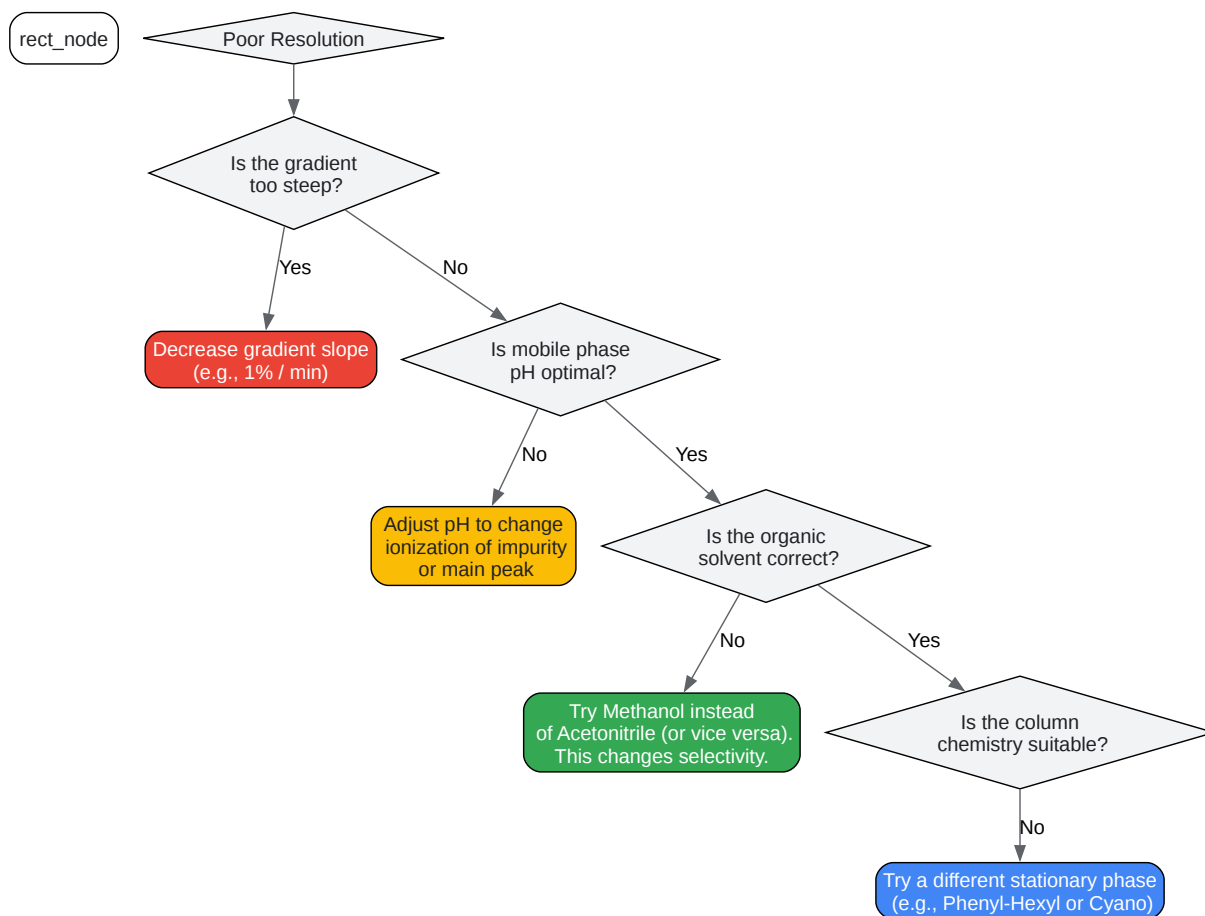 rect_node
Poor Resolution
Is the gradient
too steep?
Yes
No
Decrease gradient slope
(e.g., 1% / min)
Is mobile phase
pH optimal?
No
Yes
Adjust pH to change
ionization of impurity
or main peak
Is the organic
solvent correct?
No
Yes
Try Methanol instead
of Acetonitrile (or vice versa).
This changes selectivity.
Is the column
chemistry suitable?
No
Try a different stationary phase
(e.g., Phenyl-Hexyl or Cyano)